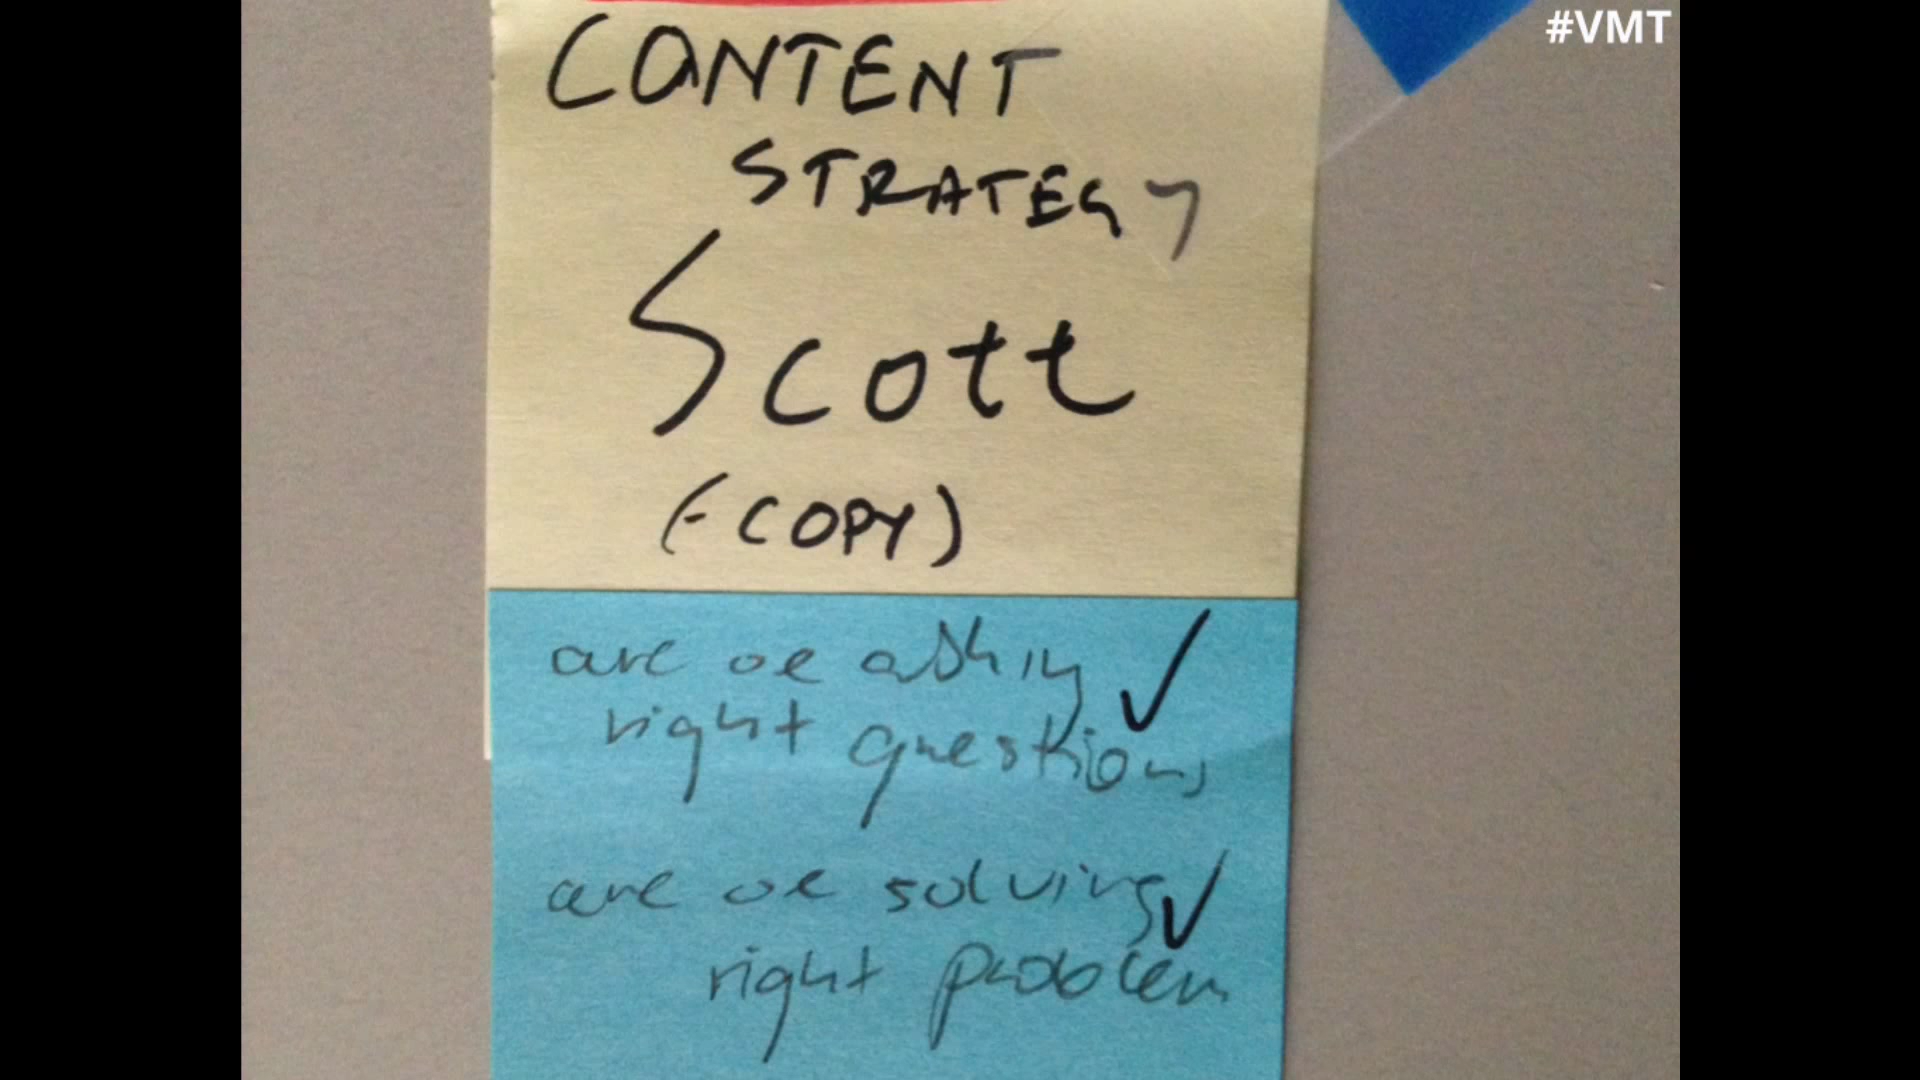 #VMT
CONTENT
STRATEGY
Scott
(-COPY)
are we asking ✓
right questions
are we solving ✓
right problem